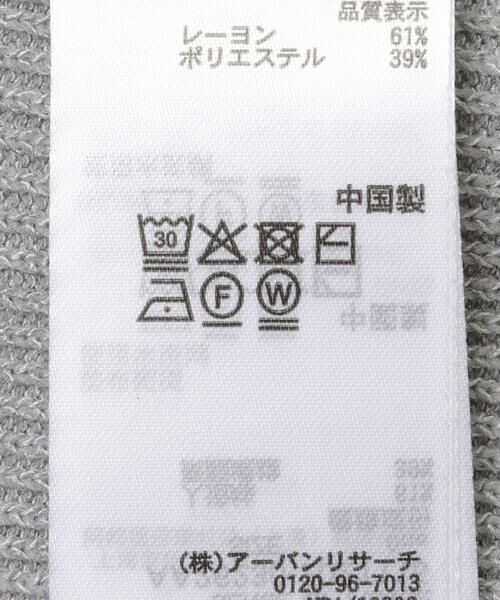 品質表示
レーヨン 61%
ポリエステル 39%
中国製
30
F W
(株)アーバンリサーチ
0120-96-7013